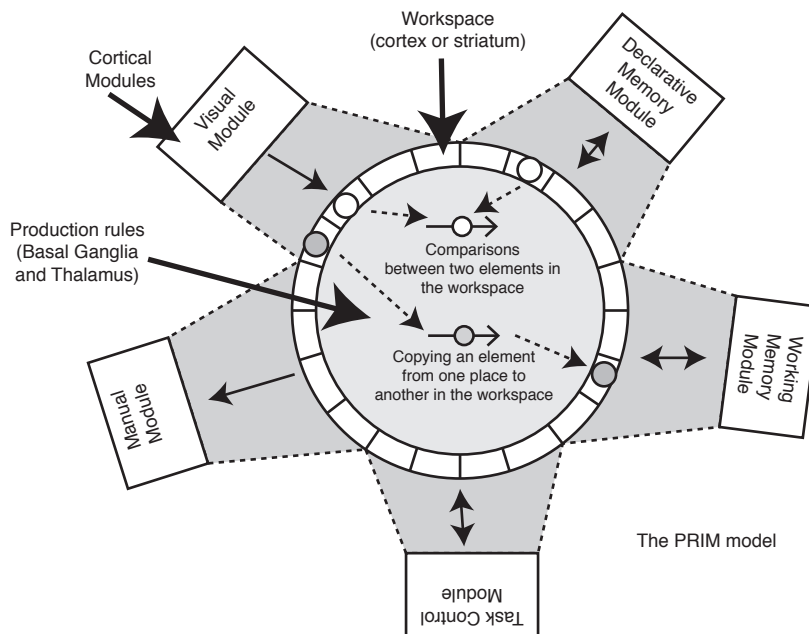 Workspace
(cortex or striatum)
Cortical
Modules
Visual
Module
Declarative
Memory
Module
Production rules
(Basal Ganglia
and Thalamus)
Comparisons
between two elements in
the workspace
Copying an element
from one place to
another in the workspace
Working
Memory
Module
Manual
Module
Task Control
Module
The PRIM model